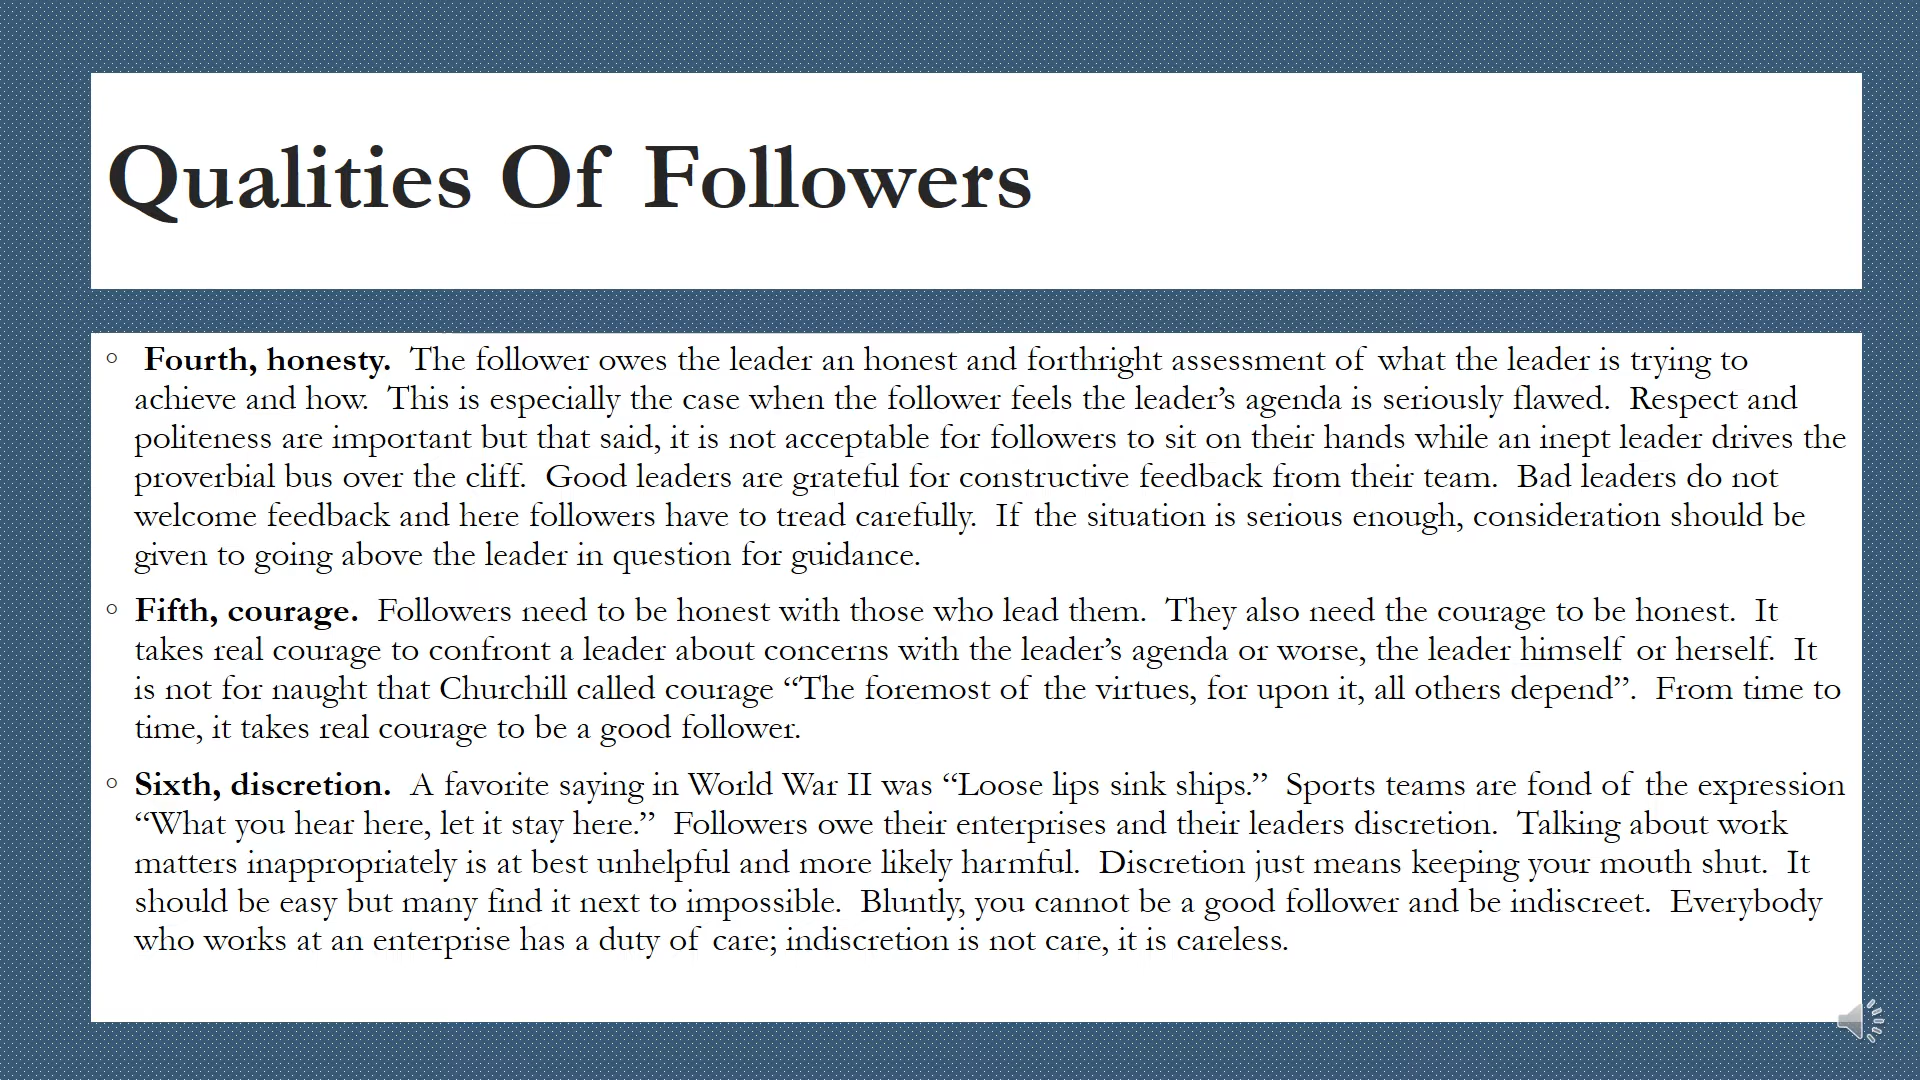 Qualities Of Followers
◦ Fourth, honesty. The follower owes the leader an honest and forthright assessment of what the leader is trying to
achieve and how. This is especially the case when the follower feels the leader’s agenda is seriously flawed. Respect and
politeness are important but that said, it is not acceptable for followers to sit on their hands while an inept leader drives the
proverbial bus over the cliff. Good leaders are grateful for constructive feedback from their team. Bad leaders do not
welcome feedback and here followers have to tread carefully. If the situation is serious enough, consideration should be
given to going above the leader in question for guidance.
◦ Fifth, courage. Followers need to be honest with those who lead them. They also need the courage to be honest. It
takes real courage to confront a leader about concerns with the leader’s agenda or worse, the leader himself or herself. It
is not for naught that Churchill called courage “The foremost of the virtues, for upon it, all others depend”. From time to
time, it takes real courage to be a good follower.
◦ Sixth, discretion. A favorite saying in World War II was “Loose lips sink ships.” Sports teams are fond of the expression
“What you hear here, let it stay here.” Followers owe their enterprises and their leaders discretion. Talking about work
matters inappropriately is at best unhelpful and more likely harmful. Discretion just means keeping your mouth shut. It
should be easy but many find it next to impossible. Bluntly, you cannot be a good follower and be indiscreet. Everybody
who works at an enterprise has a duty of care; indiscretion is not care, it is careless.